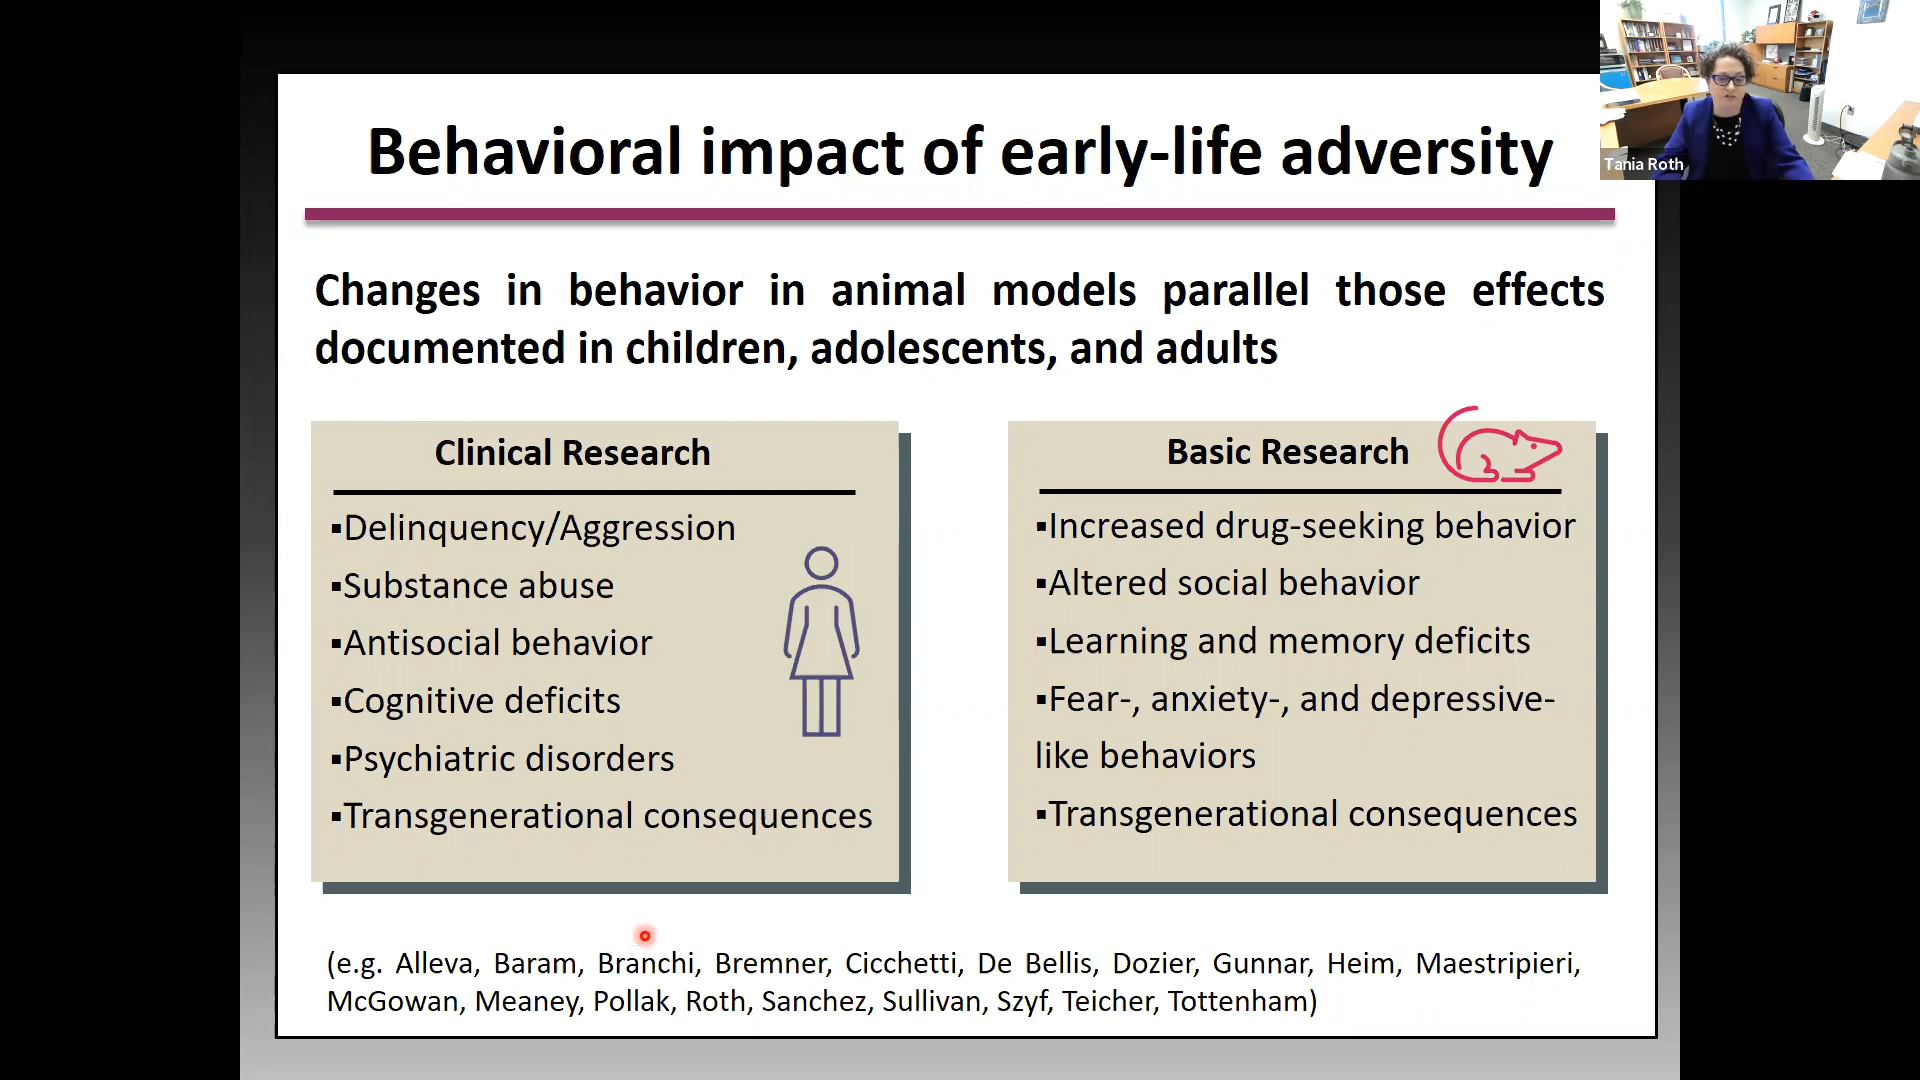 Behavioral impact of early-life adversity
Tania Roth
Changes in behavior in animal models parallel those effects
documented in children, adolescents, and adults
Clinical Research
▪Delinquency/Aggression
▪Substance abuse
▪Antisocial behavior
▪Cognitive deficits
▪Psychiatric disorders
▪Transgenerational consequences
Basic Research
▪Increased drug-seeking behavior
▪Altered social behavior
▪Learning and memory deficits
▪Fear-, anxiety-, and depressive-
like behaviors
▪Transgenerational consequences
(e.g. Alleva, Baram, Branchi, Bremner, Cicchetti, De Bellis, Dozier, Gunnar, Heim, Maestripieri,
McGowan, Meaney, Pollak, Roth, Sanchez, Sullivan, Szyf, Teicher, Tottenham)